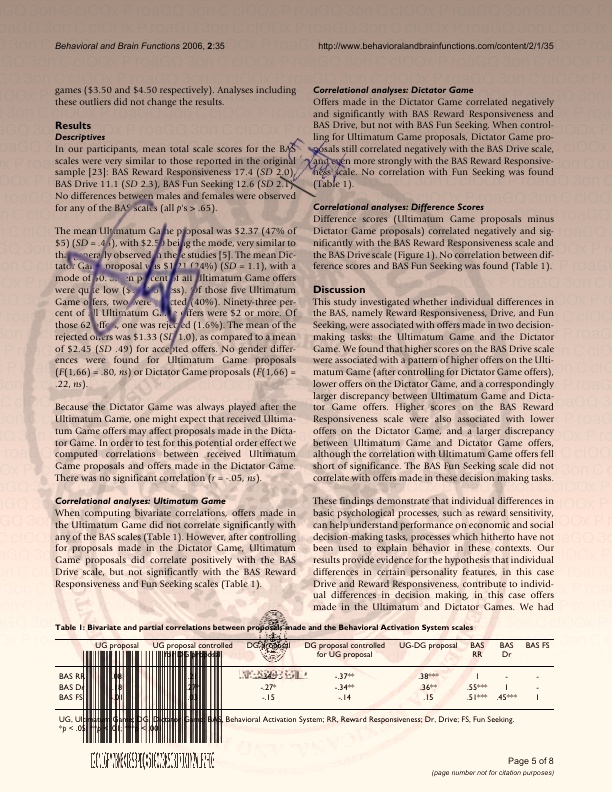 Behavioral and Brain Functions 2006, 2:35
http://www.behavioralandbrainfunctions.com/content/2/1/35
games ($3.50 and $4.50 respectively). Analyses including
these outliers did not change the results.
Results
Descriptives
In our participants, mean total scale scores for the BAS
scales were very similar to those reported in the original
sample [23]: BAS Reward Responsiveness 17.4 (SD 2.0),
BAS Drive 11.1 (SD 2.3), BAS Fun Seeking 12.6 (SD 2.1).
No differences between males and females were observed
for any of the BAS scales (all p's > .65).
The mean Ultimatum Game proposal was $2.37 (47% of
$5) (SD = ), with $2.50 being the mode, very similar to
generally observed in these studies [5]. The mean Dic-
tator Game proposal was (24%) (SD = 1.1), with a
mode of percent of all Ultimatum Game offers
were quite low. Of those five Ultimatum
Game offers, two were rejected (40%). Ninety-three per-
cent of all Ultimatum Game offers were $2 or more. Of
those 62 offers, one was rejected (1.6%). The mean of the
rejected offers was $1.33 (SD 1.0), as compared to a mean
of $2.45 (SD .49) for accepted offers. No gender differ-
ences were found for Ultimatum Game proposals
(F(1,66) = .80, ns) or Dictator Game proposals (F(1,66) =
.22, ns).
Because the Dictator Game was always played after the
Ultimatum Game, one might expect that received Ultima-
tum Game offers may affect proposals made in the Dicta-
tor Game. In order to test for this potential order effect we
computed correlations between received Ultimatum
Game proposals and offers made in the Dictator Game.
There was no significant correlation (r = -.05, ns).
Correlational analyses: Ultimatum Game
When computing bivariate correlations, offers made in
the Ultimatum Game did not correlate significantly with
any of the BAS scales (Table 1). However, after controlling
for proposals made in the Dictator Game, Ultimatum
Game proposals did correlate positively with the BAS
Drive scale, but not significantly with the BAS Reward
Responsiveness and Fun Seeking scales (Table 1).
Correlational analyses: Dictator Game
Offers made in the Dictator Game correlated negatively
and significantly with BAS Reward Responsiveness and
BAS Drive, but not with BAS Fun Seeking. When control-
ling for Ultimatum Game proposals, Dictator Game pro-
posals still correlated negatively with the BAS Drive scale,
and even more strongly with the BAS Reward Responsive-
ness scale. No correlation with Fun Seeking was found
(Table 1).
Correlational analyses: Difference Scores
Difference scores (Ultimatum Game proposals minus
Dictator Game proposals) correlated negatively and sig-
nificantly with the BAS Reward Responsiveness scale and
the BAS Drive scale (Figure 1). No correlation between dif-
ference scores and BAS Fun Seeking was found (Table 1).
Discussion
This study investigated whether individual differences in
the BAS, namely Reward Responsiveness, Drive, and Fun
Seeking, were associated with offers made in two decision-
making tasks: the Ultimatum Game and the Dictator
Game. We found that higher scores on the BAS Drive scale
were associated with a pattern of higher offers on the Ulti-
matum Game (after controlling for Dictator Game offers),
lower offers on the Dictator Game, and a correspondingly
larger discrepancy between Ultimatum Game and Dicta-
tor Game offers. Higher scores on the BAS Reward
Responsiveness scale were also associated with lower
offers on the Dictator Game, and a larger discrepancy
between Ultimatum Game and Dictator Game offers,
although the correlation with Ultimatum Game offers fell
short of significance. The BAS Fun Seeking scale did not
correlate with offers made in these decision making tasks.
These findings demonstrate that individual differences in
basic psychological processes, such as reward sensitivity,
can help understand performance on economic and social
decision-making tasks, processes which hitherto have not
been used to explain behavior in these contexts. Our
results provide evidence for the hypothesis that individual
differences in certain personality features, in this case
Drive and Reward Responsiveness, contribute to individ-
ual differences in decision making, in this case offers
made in the Ultimatum and Dictator Games. We had
Table 1: Bivariate and partial correlations between proposals made and the Behavioral Activation System scales
UG proposal UG proposal controlled for DG proposal DG proposal DG proposal controlled for UG proposal UG-DG proposal BAS RR BAS Dr BAS FS
BAS RR .08 -.37** .38*** 1 - -
BAS Dr .18 .27* -.27* -.34** .36** .55*** 1 -
BAS FS -.15 -.14 .15 .51*** .45*** 1
UG, Ultimatum Game; DG, Dictator Game; BAS, Behavioral Activation System; RR, Reward Responsiveness; Dr, Drive; FS, Fun Seeking.
*p < .05; **p < .01; ***p < .001
Page 5 of 8
(page number not for citation purposes)